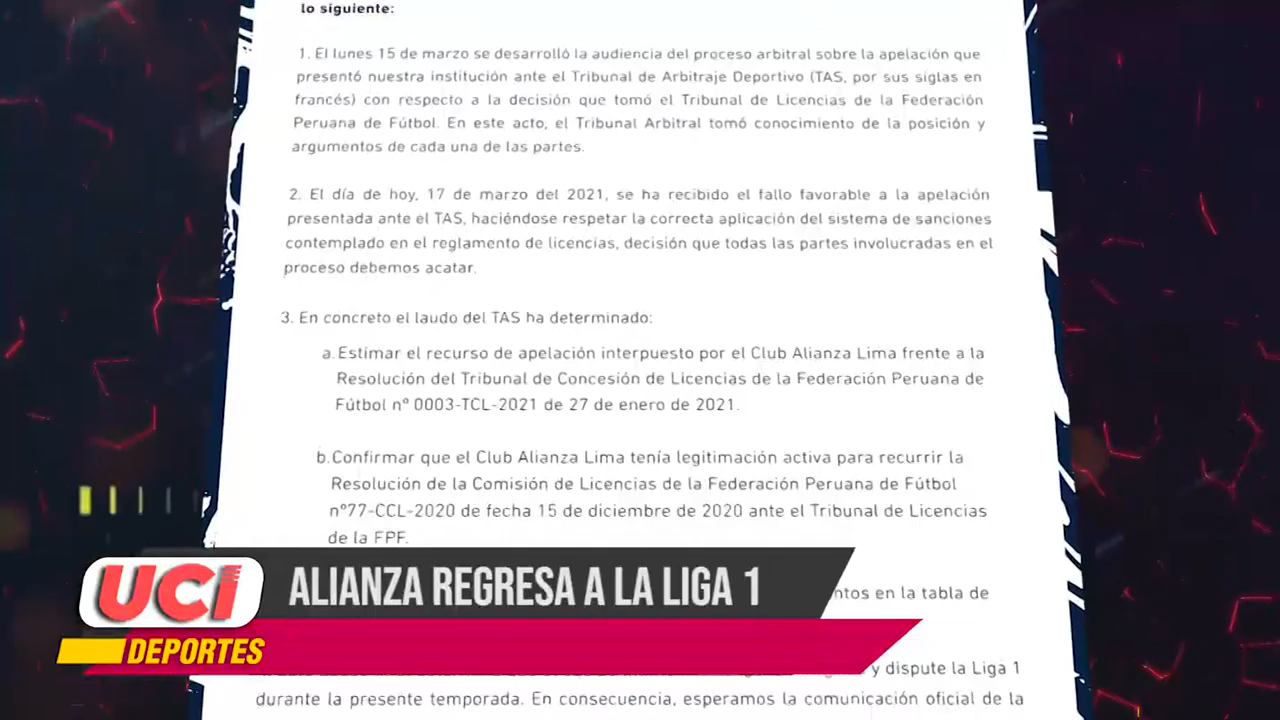 lo siguiente:
1. El lunes 15 de marzo se desarrolló la audiencia del proceso arbitral sobre la apelación que
presentó nuestra institución ante el Tribunal de Arbitraje Deportivo (TAS, por sus siglas en
francés) con respecto a la decisión que tomó el Tribunal de Licencias de la Federación
Peruana de Fútbol. En este acto, el Tribunal Arbitral tomó conocimiento de la posición y
argumentos de cada una de las partes.
2. El día de hoy, 17 de marzo del 2021, se ha recibido el fallo favorable a la apelación
presentada ante el TAS, haciéndose respetar la correcta aplicación del sistema de sanciones
contemplado en el reglamento de licencias, decisión que todas las partes involucradas en el
proceso debemos acatar.
3. En concreto el laudo del TAS ha determinado:
a. Estimar el recurso de apelación interpuesto por el Club Alianza Lima frente a la
Resolución del Tribunal de Concesión de Licencias de la Federación Peruana de
Fútbol nº 0003-TCL-2021 de 27 de enero de 2021.
b. Confirmar que el Club Alianza Lima tenía legitimación activa para recurrir la
Resolución de la Comisión de Licencias de la Federación Peruana de Fútbol
nº77-CCL-2020 de fecha 15 de diciembre de 2020 ante el Tribunal de Licencias
de la FPF.
UCI
DEPORTES
ALIANZA REGRESA A LA LIGA 1
en la tabla de
y dispute la Liga 1
durante la presente temporada. En consecuencia, esperamos la comunicación oficial de la